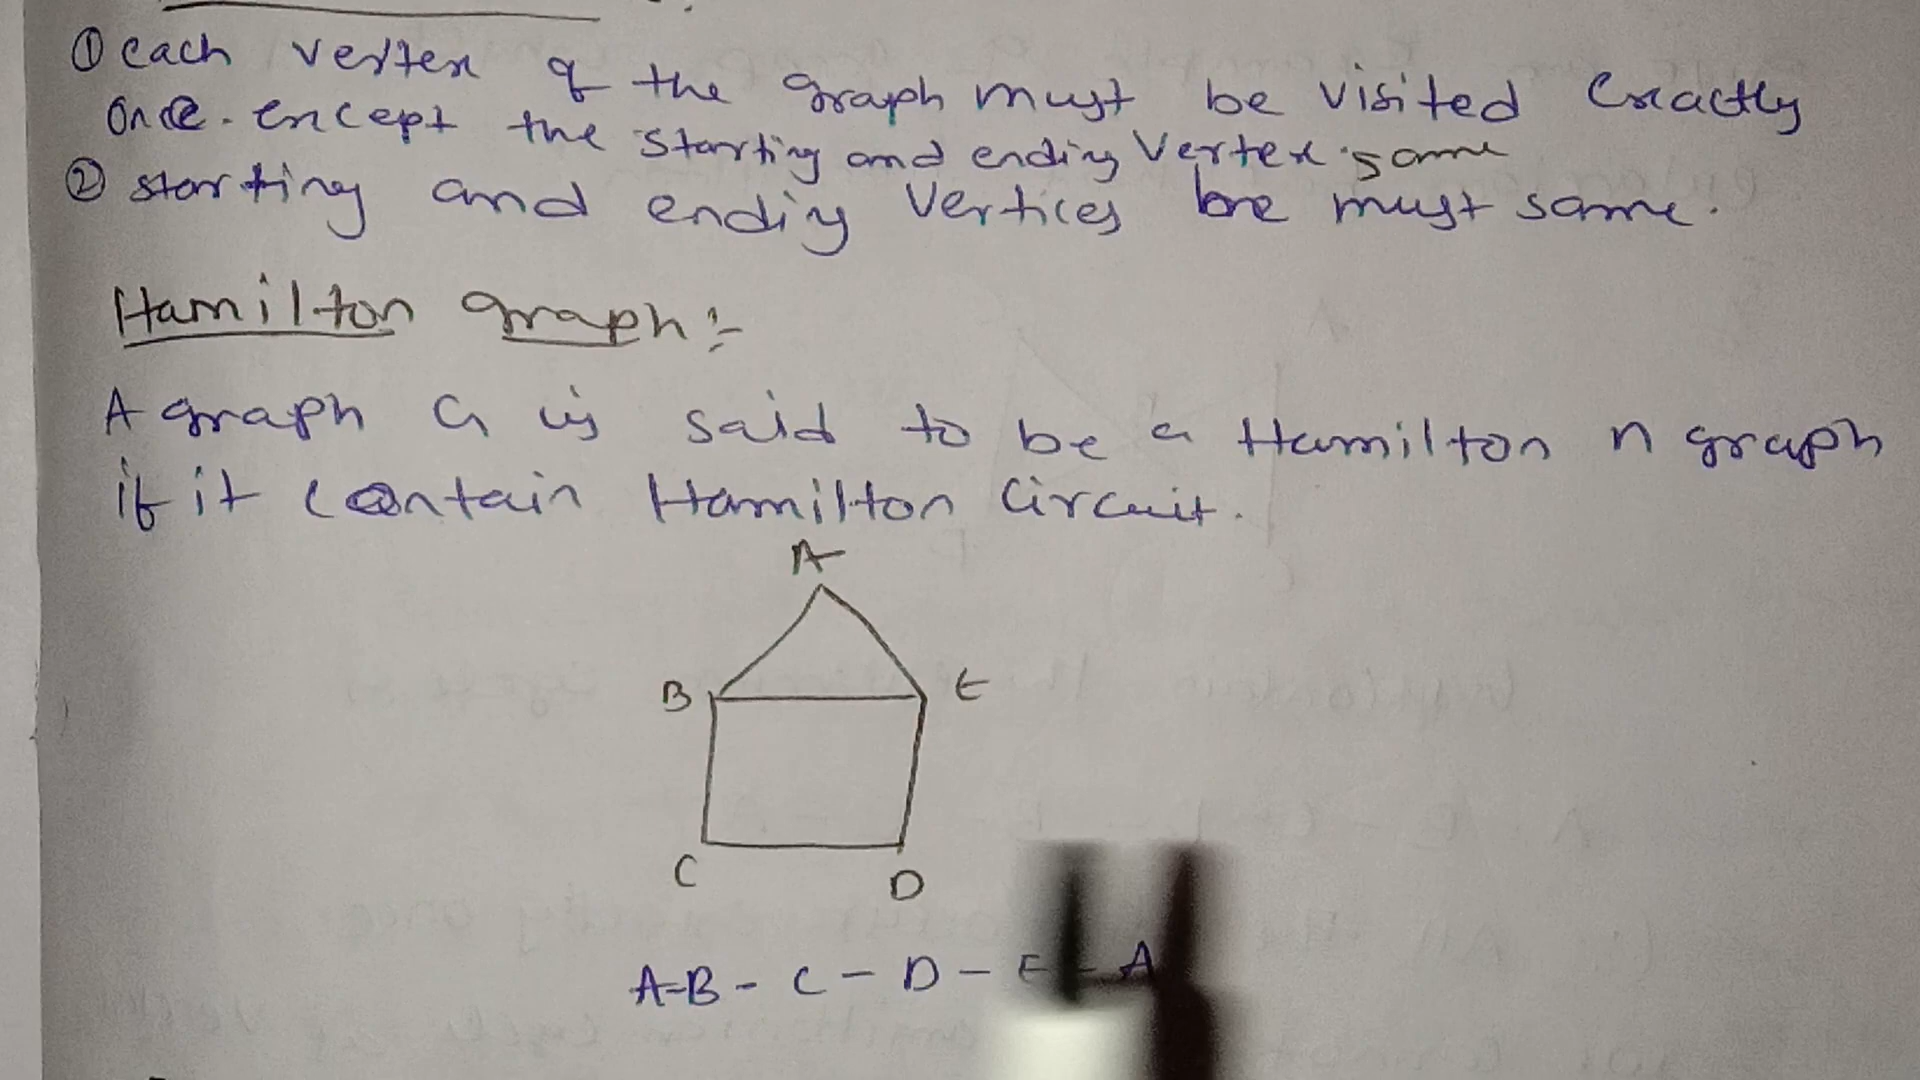 ① each vertex of the graph must be visited exactly
once. except the starting and ending vertex same
② starting and ending vertices be must same.
Hamilton graph:-
A graph G is said to be a Hamilton n graph
if it contain Hamilton circuit.
A
B
E
C
D
A-B-C-D-E-A